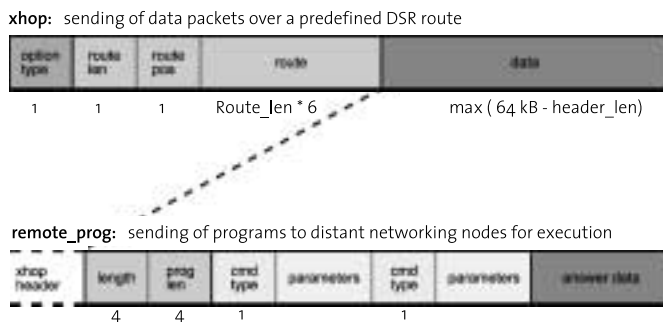 xhop: sending of data packets over a predefined DSR route
option type
route len
route pos
route
data
1 1 1 Route_len * 6 max ( 64 kB - header_len)
remote_prog: sending of programs to distant networking nodes for execution
xhop header
length
prog len
cmd type
parameters
cmd type
parameters
answer data
4 4 1 1